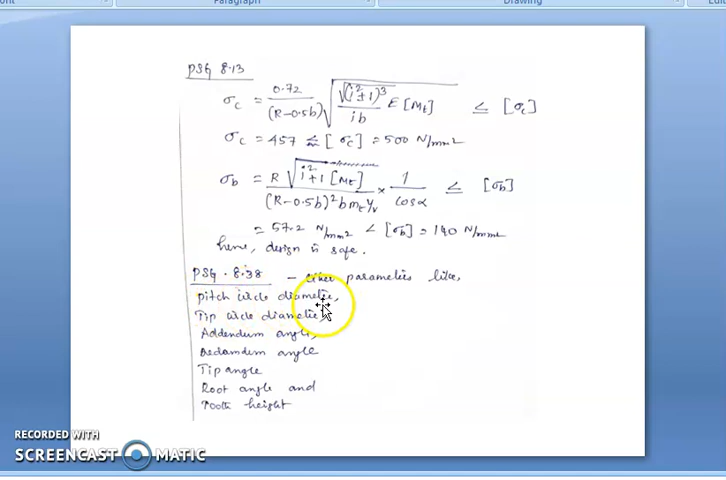 Paragraph
Drawing
PSG 8.13
σc = 0.72 / (R-0.5b) √( √(i²±1)³ / ib E [Mt] ) ≤ [σc]
σc = 457 ≤ [σc] = 500 N/mm2
σb = R √i²+1 [Mt] / (R-0.5b)² b mt yv × 1 / cosα ≤ [σb]
= 57.2 N/mm2 < [σb] = 140 N/mm2
hence, design is safe.
PSG . 8.38 – other parameters like,
pitch circle diameter,
Tip circle diameter,
Addendum angle,
Dedendum angle
Tip angle
Root angle and
Tooth height
RECORDED WITH
SCREENCAST MATIC